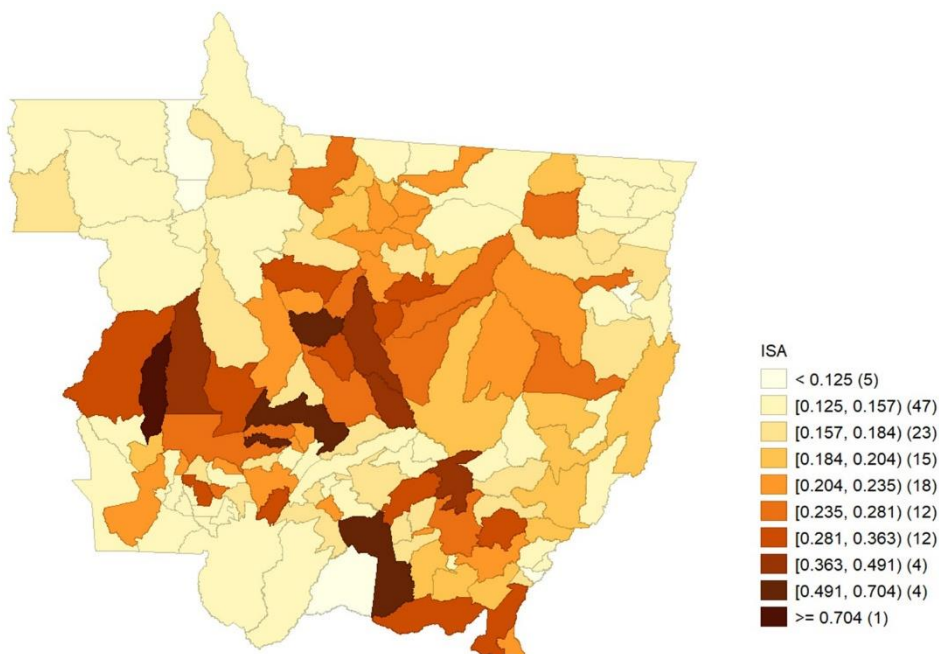 ISA
< 0.125 (5)
[0.125, 0.157) (47)
[0.157, 0.184) (23)
[0.184, 0.204) (15)
[0.204, 0.235) (18)
[0.235, 0.281) (12)
[0.281, 0.363) (12)
[0.363, 0.491) (4)
[0.491, 0.704) (4)
>= 0.704 (1)